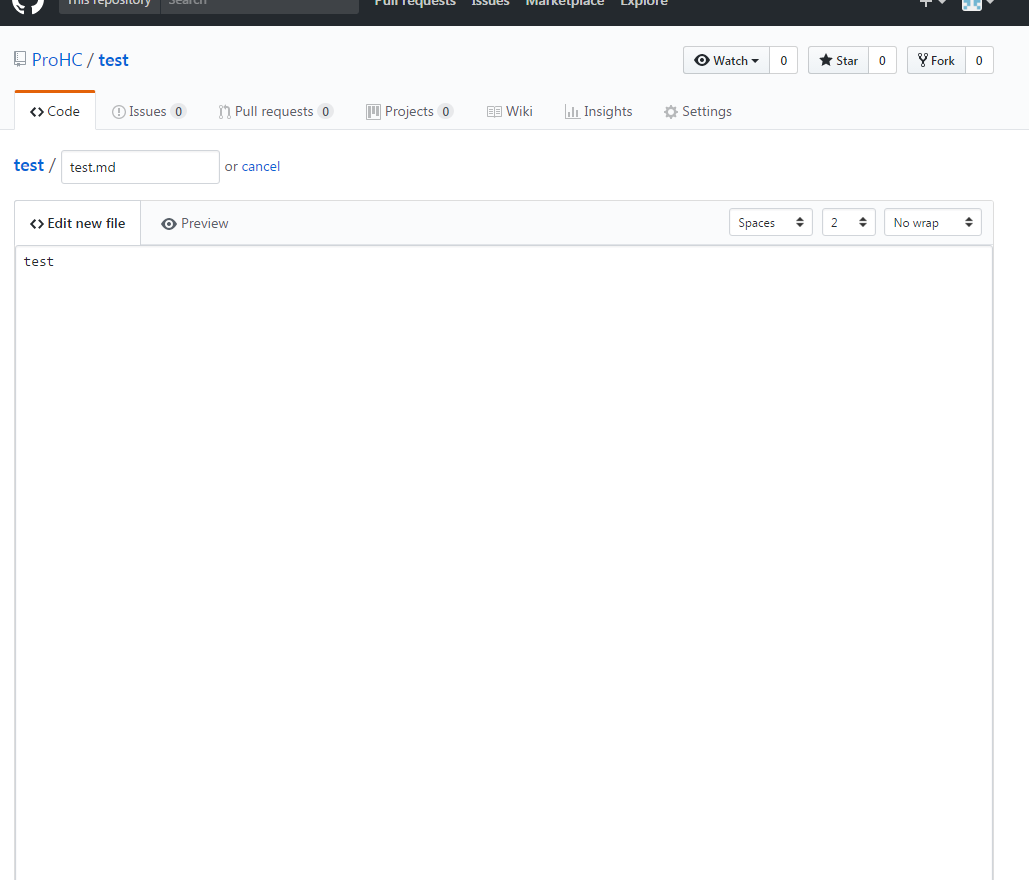 This repository Search Pull requests Issues Marketplace Explore
ProHC / test Watch 0 Star 0 Fork 0
Code Issues 0 Pull requests 0 Projects 0 Wiki Insights Settings
test / test.md or cancel
Edit new file Preview Spaces 2 No wrap
test